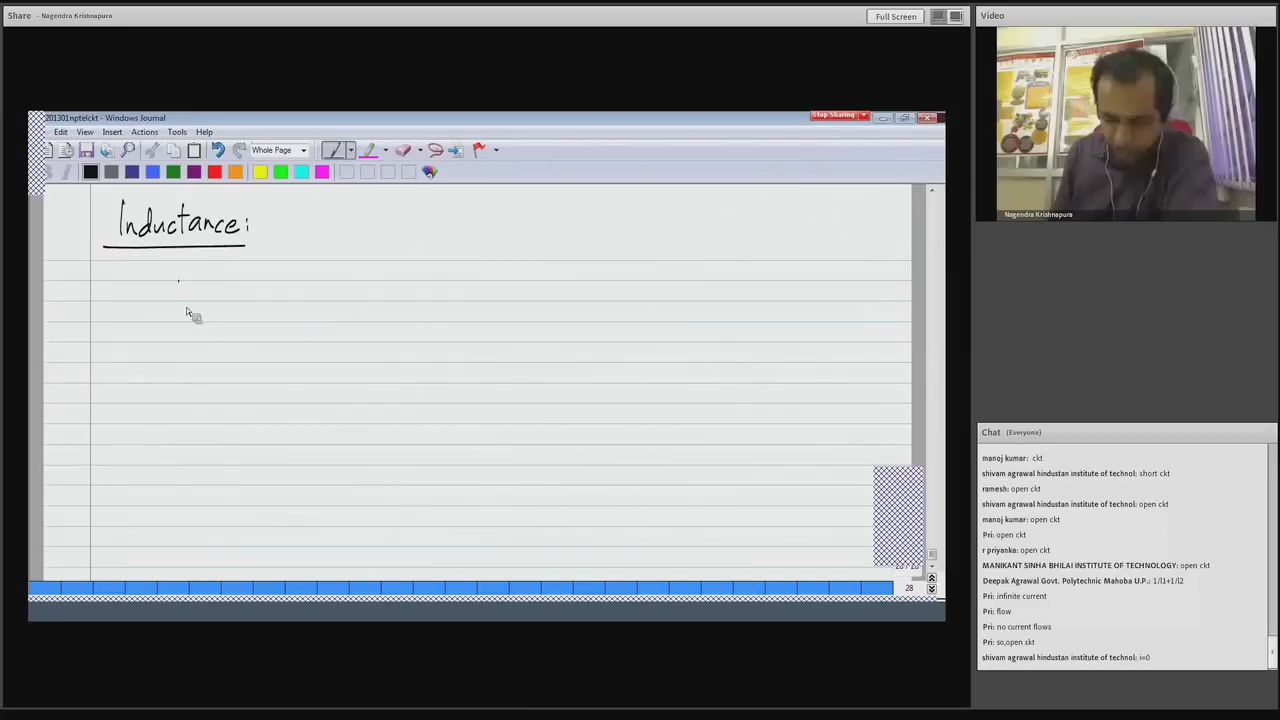 Share - Nagendra Krishnapura
Full Screen
Video
201301nptelckt - Windows Journal
Stop Sharing
Edit View Insert Actions Tools Help
Whole Page
Inductance:
Nagendra Krishnapura
Chat (Everyone)
manoj kumar: ckt
shivam agrawal hindustan institute of technol: short ckt
ramesh: open ckt
shivam agrawal hindustan institute of technol: open ckt
manoj kumar: open ckt
Pri: open ckt
r priyanka: open ckt
MANIKANT SINHA BHILAI INSTITUTE OF TECHNOLOGY: open ckt
Deepak Agrawal Govt. Polytechnic Mahoba U.P.: 1/l1+1/l2
Pri: infinite current
Pri: flow
Pri: no current flows
Pri: so,open skt
shivam agrawal hindustan institute of technol: i=0
28